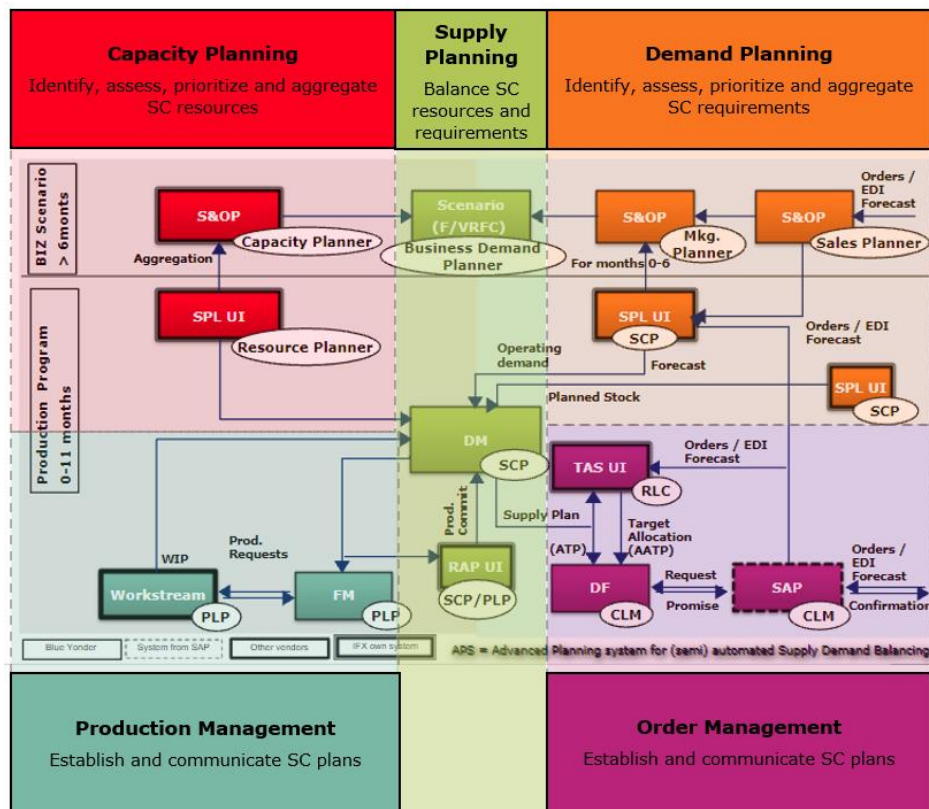 Capacity Planning
Identify, assess, prioritize and aggregate
SC resources
Supply
Planning
Balance SC
resources and
requirements
Demand Planning
Identify, assess, prioritize and aggregate
SC requirements
BIZ Scenario
> 6monts
S&OP
Capacity Planner
Aggregation
Scenario
(F/VRFC)
Business Demand
Planner
S&OP
Mkg.
Planner
For months 0-6
S&OP
Sales Planner
Orders /
EDI
Forecast
Production Program
0-11 months
SPL UI
Resource Planner
SPL UI
SCP
Orders / EDI
Forecast
Operating
demand
Forecast
Planned Stock
SPL UI
SCP
DM
SCP
TAS UI
RLC
Orders / EDI
Forecast
Prod.
Commit
Supply Plan
Target
Allocation
(AATP)
(ATP)
WIP
Prod.
Requests
Workstream
PLP
FM
PLP
RAP UI
SCP/PLP
DF
CLM
Request
Promise
SAP
CLM
Orders /
EDI
Forecast
Confirmation
Blue Yonder
System from SAP
Other vendors
IFX own system
APS = Advanced Planning system for (semi) automated Supply Demand Balancing
Production Management
Establish and communicate SC plans
Order Management
Establish and communicate SC plans